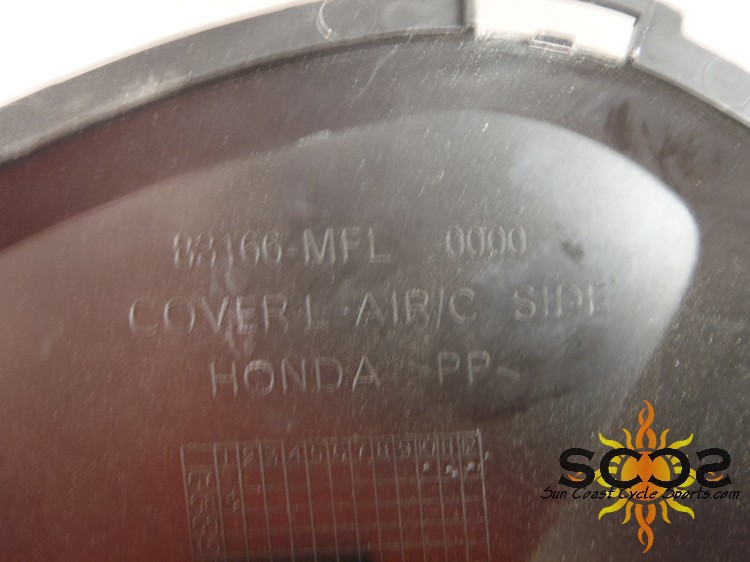 83166-MFL 0000
COVER L·AIR/C SIDE
HONDA >PP<
1 2 3 4 5 6 7 8 9 10 11 12
SCCS
Sun Coast Cycle Sports.com